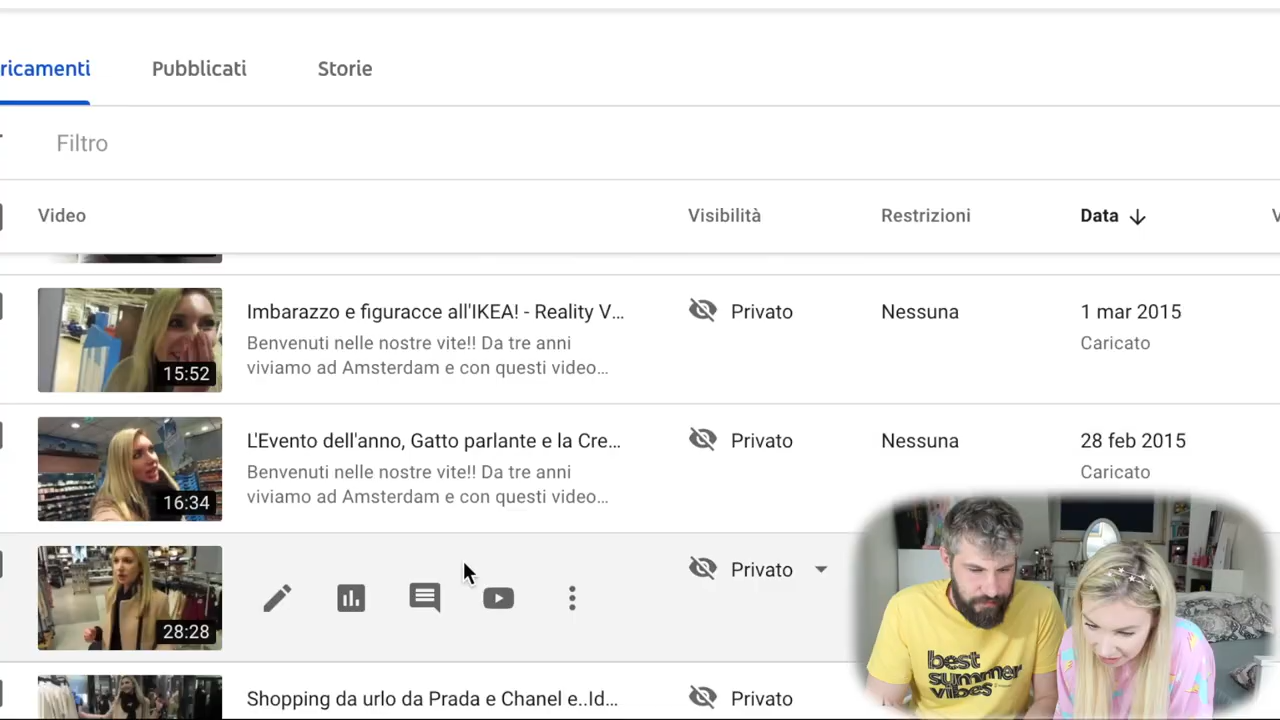 ricamenti Pubblicati Storie
Filtro
Video Visibilità Restrizioni Data
Imbarazzo e figuracce all'IKEA! - Reality V... Privato Nessuna 1 mar 2015
Benvenuti nelle nostre vite!! Da tre anni Caricato
viviamo ad Amsterdam e con questi video...
15:52
L'Evento dell'anno, Gatto parlante e la Cre... Privato Nessuna 28 feb 2015
Benvenuti nelle nostre vite!! Da tre anni Caricato
viviamo ad Amsterdam e con questi video...
16:34
Privato
28:28
Shopping da urlo da Prada e Chanel e..Id... Privato
best
summer
vibes